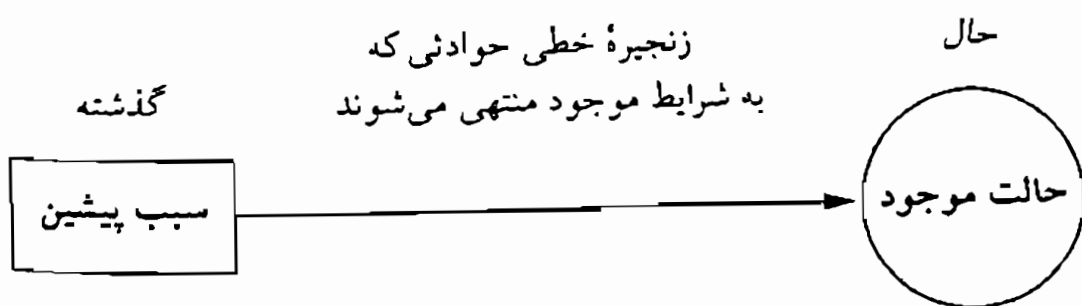 حال
زنجیرهٔ خطی حوادثی که
به شرایط موجود منتهی می‌شوند
گذشته
حالت موجود
سبب پیشین